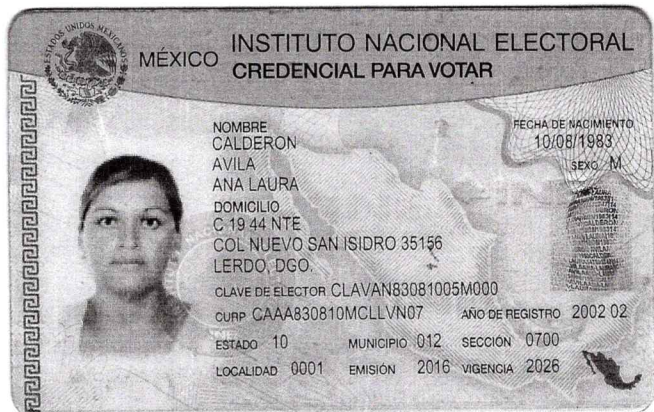 ESTADOS UNIDOS MEXICANOS
MÉXICO INSTITUTO NACIONAL ELECTORAL
CREDENCIAL PARA VOTAR
NOMBRE
CALDERON
AVILA
ANA LAURA
FECHA DE NACIMIENTO
10/08/1983
SEXO M
DOMICILIO
C 19 44 NTE
COL NUEVO SAN ISIDRO 35156
LERDO, DGO.
CLAVE DE ELECTOR CLAVAN83081005M000
CURP CAAA830810MCLLVN07 AÑO DE REGISTRO 2002 02
ESTADO 10 MUNICIPIO 012 SECCIÓN 0700
LOCALIDAD 0001 EMISIÓN 2016 VIGENCIA 2026